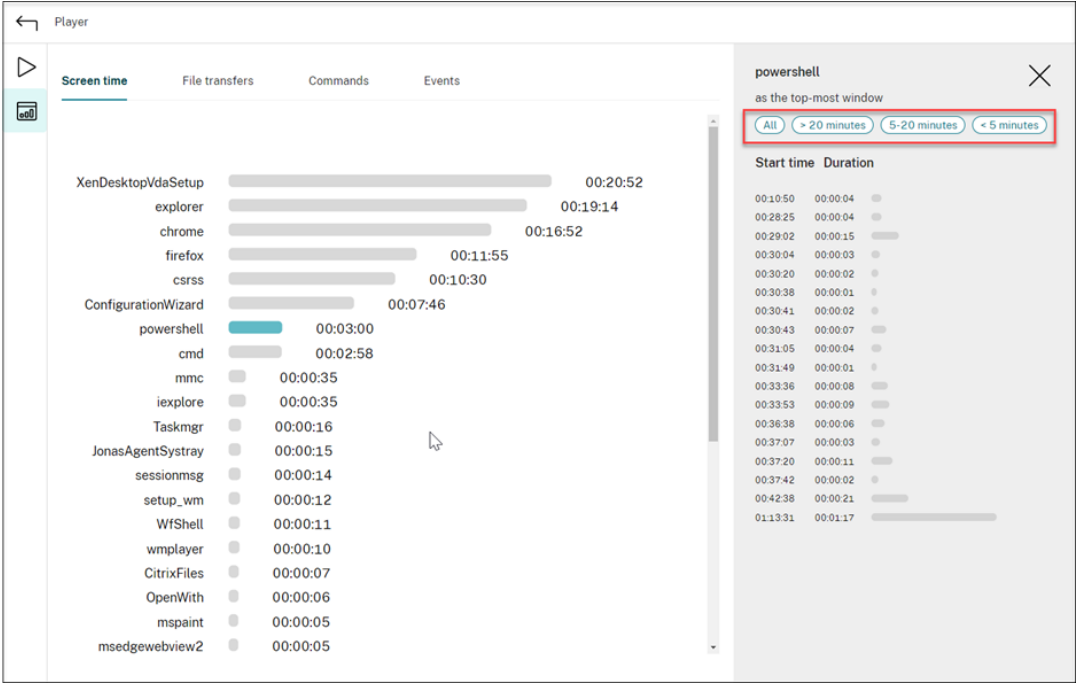 Player
Screen time File transfers Commands Events
XenDesktopVdaSetup 00:20:52
explorer 00:19:14
chrome 00:16:52
firefox 00:11:55
csrss 00:10:30
ConfigurationWizard 00:07:46
powershell 00:03:00
cmd 00:02:58
mmc 00:00:35
iexplore 00:00:35
Taskmgr 00:00:16
JonasAgentSystray 00:00:15
sessionmsg 00:00:14
setup_wm 00:00:12
WfShell 00:00:11
wmplayer 00:00:10
CitrixFiles 00:00:07
OpenWith 00:00:06
mspaint 00:00:05
msedgewebview2 00:00:05
powershell
as the top-most window
All > 20 minutes 5-20 minutes < 5 minutes
Start time Duration
00:10:50 00:00:04
00:28:25 00:00:04
00:29:02 00:00:15
00:30:04 00:00:03
00:30:20 00:00:02
00:30:38 00:00:01
00:30:41 00:00:02
00:30:43 00:00:07
00:31:05 00:00:04
00:31:49 00:00:01
00:33:36 00:00:08
00:33:53 00:00:09
00:36:38 00:00:06
00:37:07 00:00:03
00:37:20 00:00:11
00:37:42 00:00:02
00:42:38 00:00:21
01:13:31 00:01:17